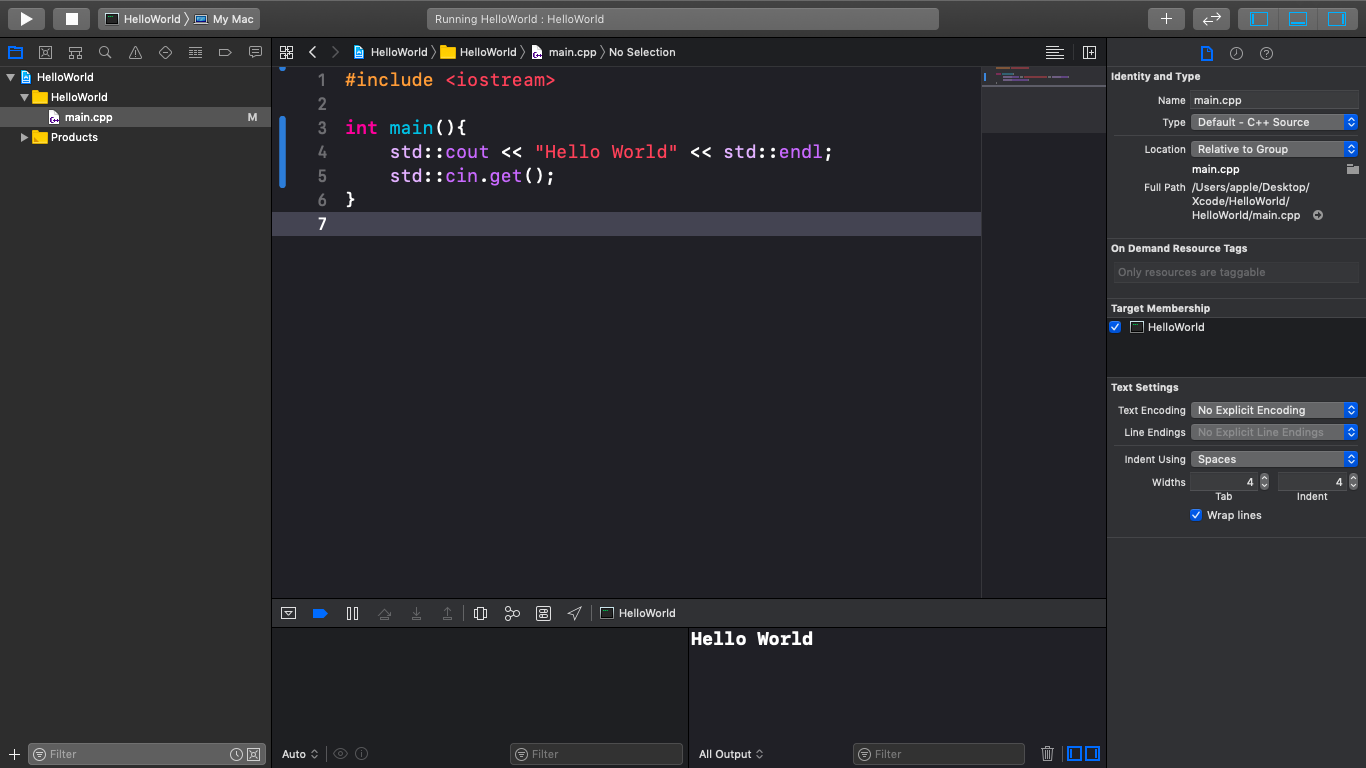 HelloWorld My Mac
Running HelloWorld : HelloWorld
HelloWorld HelloWorld main.cpp No Selection
HelloWorld
HelloWorld
main.cpp M
Products
1 #include <iostream>
2
3 int main(){
4 std::cout << "Hello World" << std::endl;
5 std::cin.get();
6 }
7
Identity and Type
Name main.cpp
Type Default - C++ Source
Location Relative to Group
main.cpp
Full Path /Users/apple/Desktop/
Xcode/HelloWorld/
HelloWorld/main.cpp
On Demand Resource Tags
Only resources are taggable
Target Membership
HelloWorld
Text Settings
Text Encoding No Explicit Encoding
Line Endings No Explicit Line Endings
Indent Using Spaces
Widths 4 4
Tab Indent
Wrap lines
HelloWorld
Hello World
Filter
Auto
Filter
All Output
Filter